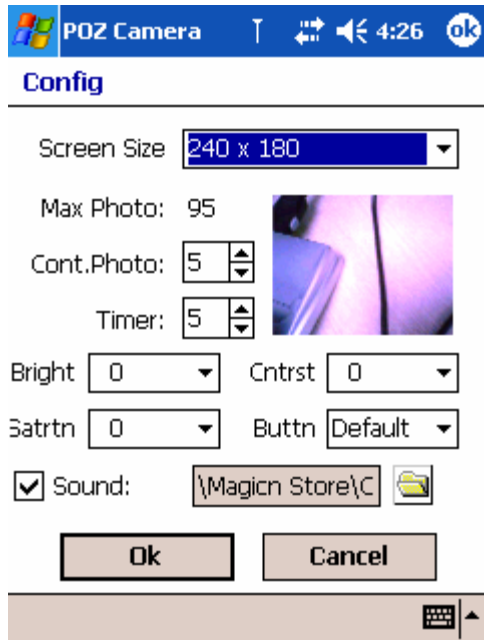 POZ Camera 4:26 ok
Config
Screen Size 240 x 180
Max Photo: 95
Cont.Photo: 5
Timer: 5
Bright 0 Cntrst 0
Satrtn 0 Buttn Default
Sound: \Magicn Store\C
Ok Cancel